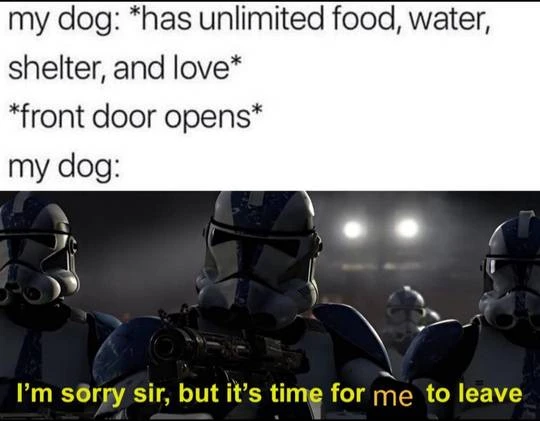 my dog: *has unlimited food, water,
shelter, and love*
*front door opens*
my dog:
I'm sorry sir, but it's time for me to leave